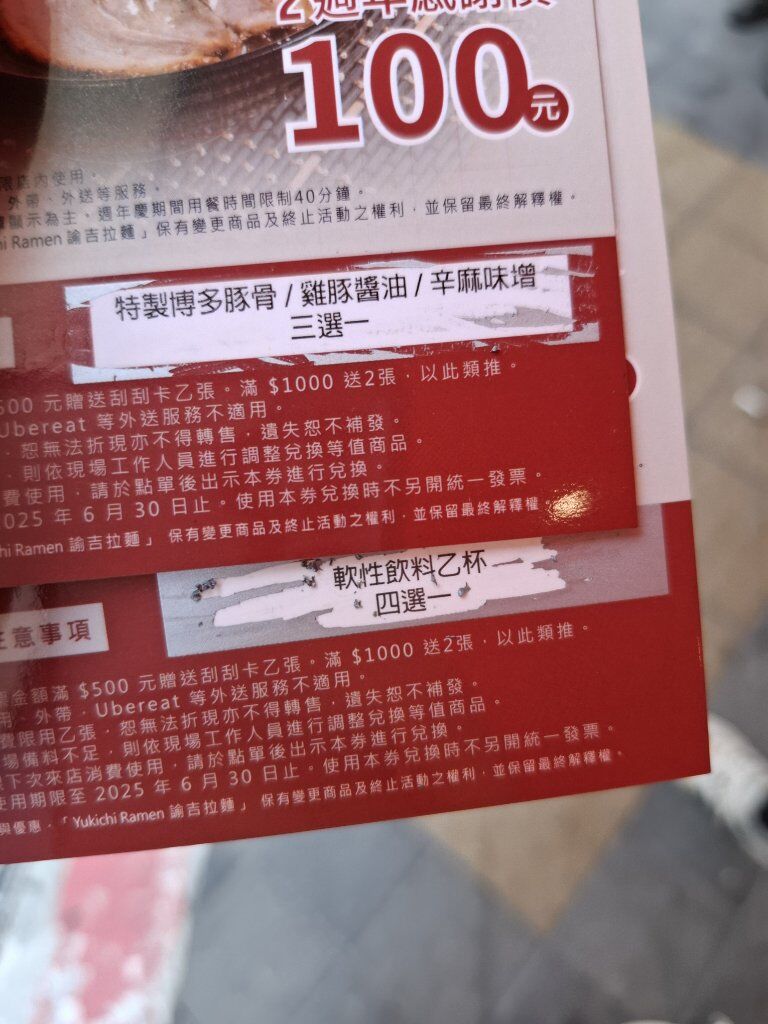 2週年感謝價
100元
限店內使用。
外帶、外送等服務。
顯示為主。週年慶期間用餐時間限制40分鐘。
Ramen 諭吉拉麵」保有變更商品及終止活動之權利，並保留最終解釋權。
特製博多豚骨 / 雞豚醬油 / 辛麻味增
三選一
500 元贈送刮刮卡乙張。滿 $1000 送2張，以此類推。
Ubereat 等外送服務不適用。
，恕無法折現亦不得轉售，遺失恕不補發。
，則依現場工作人員進行調整兌換等值商品。
費使用，請於點單後出示本券進行兌換。
2025 年 6 月 30 日止。使用本券兌換時不另開統一發票。
hi Ramen 諭吉拉麵」 保有變更商品及終止活動之權利，並保留最終解釋權
軟性飲料乙杯
四選一
注意事項
金額滿 $500 元贈送刮刮卡乙張。滿 $1000 送2張，以此類推。
用、外帶，Ubereat 等外送服務不適用。
費限用乙張，恕無法折現亦不得轉售，遺失恕不補發。
場備料不足，則依現場工作人員進行調整兌換等值商品。
下次來店消費使用，請於點單後出示本券進行兌換。
使用期限至 2025 年 6 月 30 日止。使用本券兌換時不另開統一發票。
與優惠，「Yukichi Ramen 諭吉拉麵」 保有變更商品及終止活動之權利，並保留最終解釋權。